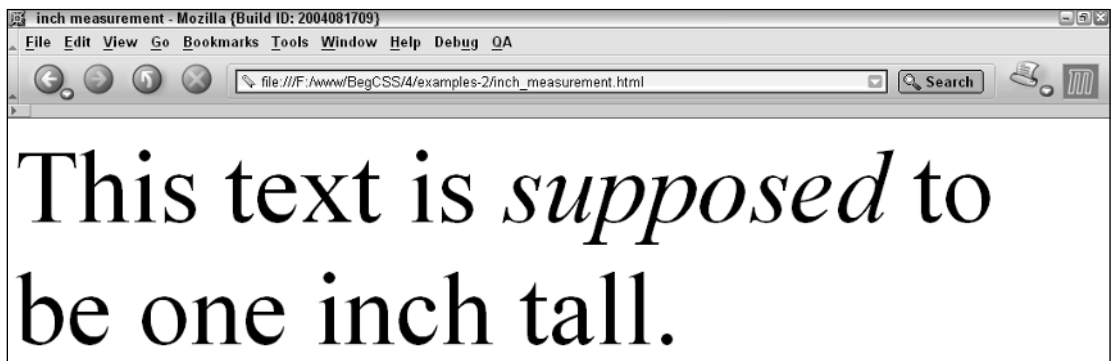 inch measurement - Mozilla {Build ID: 2004081709}
File Edit View Go Bookmarks Tools Window Help Debug QA
file:///F:/www/BegCSS/4/examples-2/inch_measurement.html Search
This text is supposed to
be one inch tall.